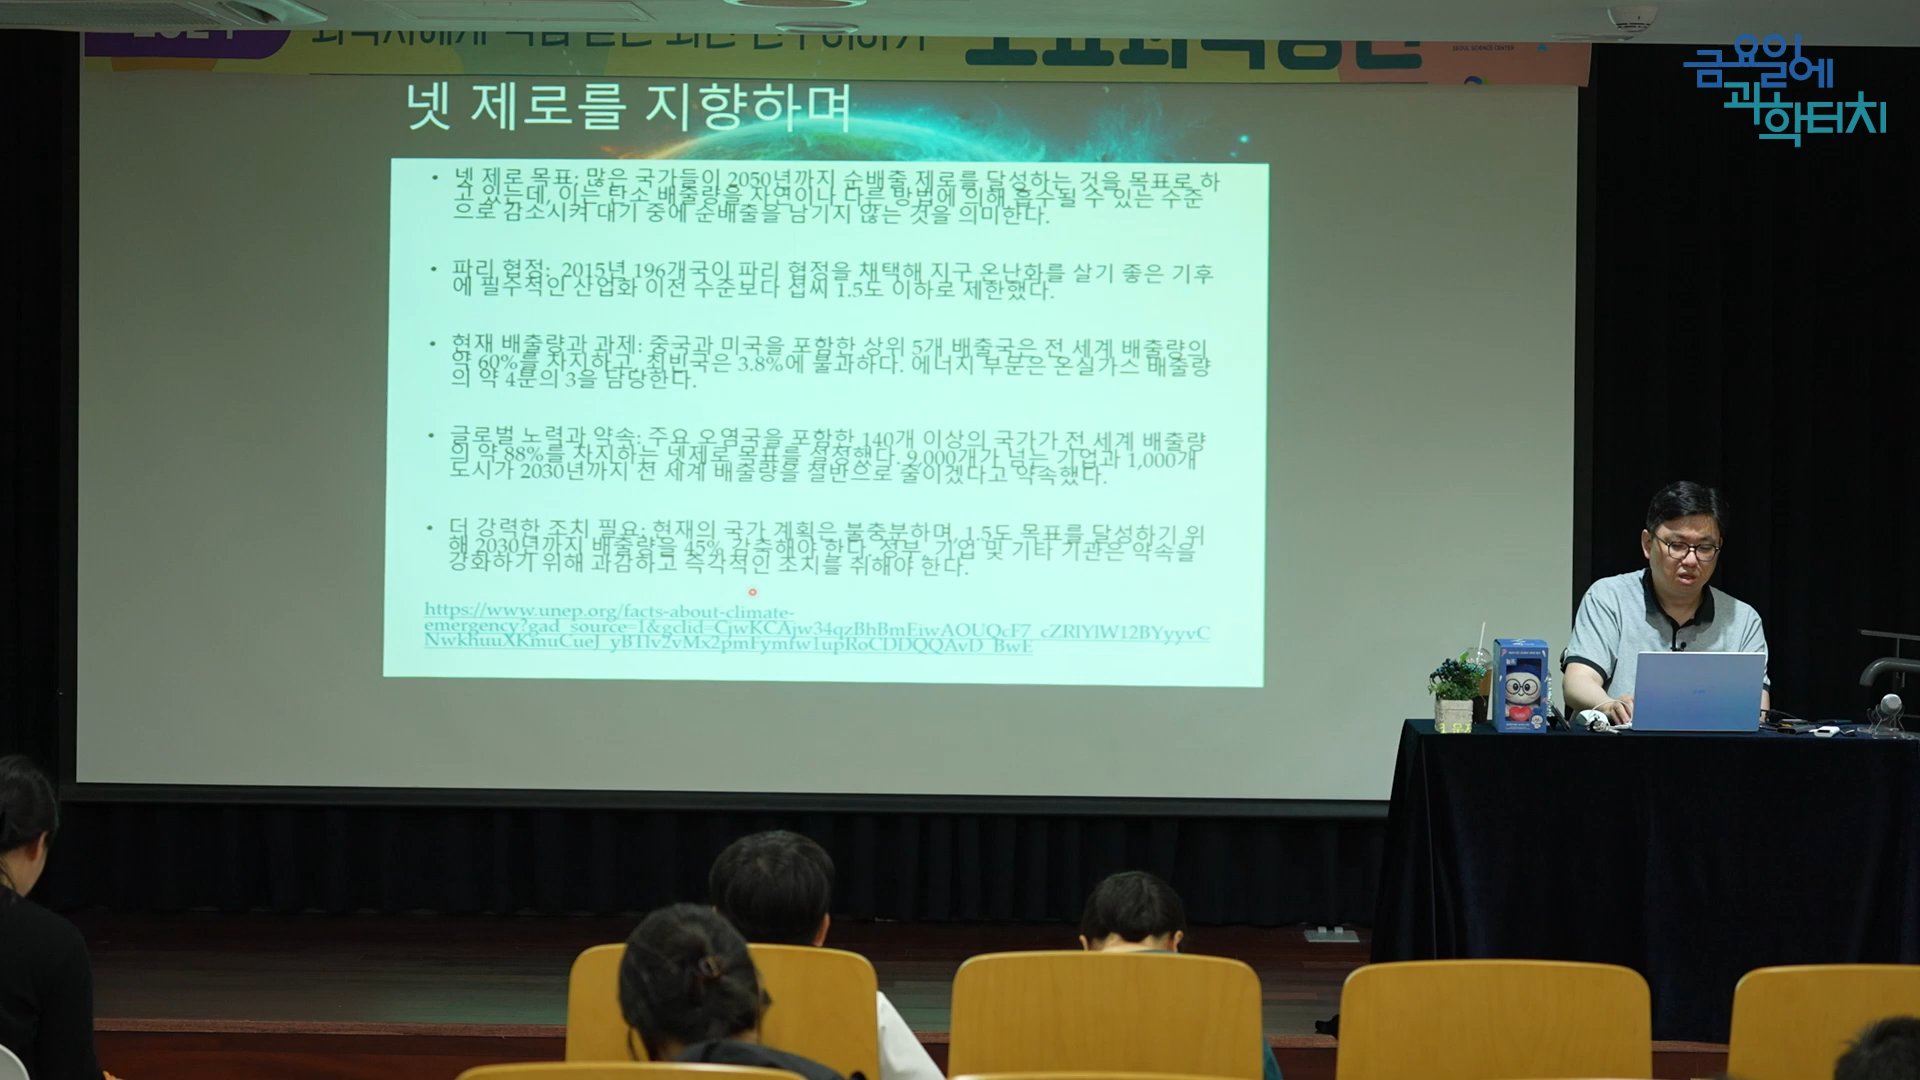 금요일에
과학터치
SEOUL SCIENCE CENTER
넷 제로를 지향하며
• 넷 제로 목표: 많은 국가들이 2050년까지 순배출 제로를 달성하는 것을 목표로 하
고 있는데, 이는 탄소 배출량을 자연이나 다른 방법에 의해 흡수될 수 있는 수준
으로 감소시켜 대기 중에 순배출을 남기지 않는 것을 의미한다.
• 파리 협정: 2015년 196개국이 파리 협정을 채택해 지구 온난화를 살기 좋은 기후
에 필수적인 산업화 이전 수준보다 섭씨 1.5도 이하로 제한했다.
• 현재 배출량과 과제: 중국과 미국을 포함한 상위 5개 배출국은 전 세계 배출량의
약 60%를 차지하고, 최빈국은 3.8%에 불과하다. 에너지 부분은 온실가스 배출량
의 약 4분의 3을 담당한다.
• 글로벌 노력과 약속: 주요 오염국을 포함한 140개 이상의 국가가 전 세계 배출량
의 약 88%를 차지하는 넷제로 목표를 설정했다. 9,000개가 넘는 기업과 1,000개
도시가 2030년까지 전 세계 배출량을 절반으로 줄이겠다고 약속했다.
• 더 강력한 조치 필요: 현재의 국가 계획은 불충분하며, 1.5도 목표를 달성하기 위
해 2030년까지 배출량을 45% 감축해야 한다. 정부, 기업 및 기타 기관은 약속을
강화하기 위해 과감하고 즉각적인 조치를 취해야 한다.
https://www.unep.org/facts-about-climate-
emergency?gad_source=1&gclid=